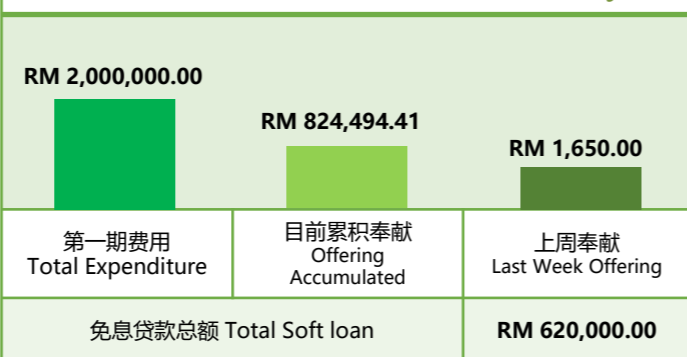 RM 2,000,000.00
RM 824,494.41
RM 1,650.00
第一期费用
Total Expenditure
目前累积奉献
Offering
Accumulated
上周奉献
Last Week Offering
免息贷款总额 Total Soft loan
RM 620,000.00